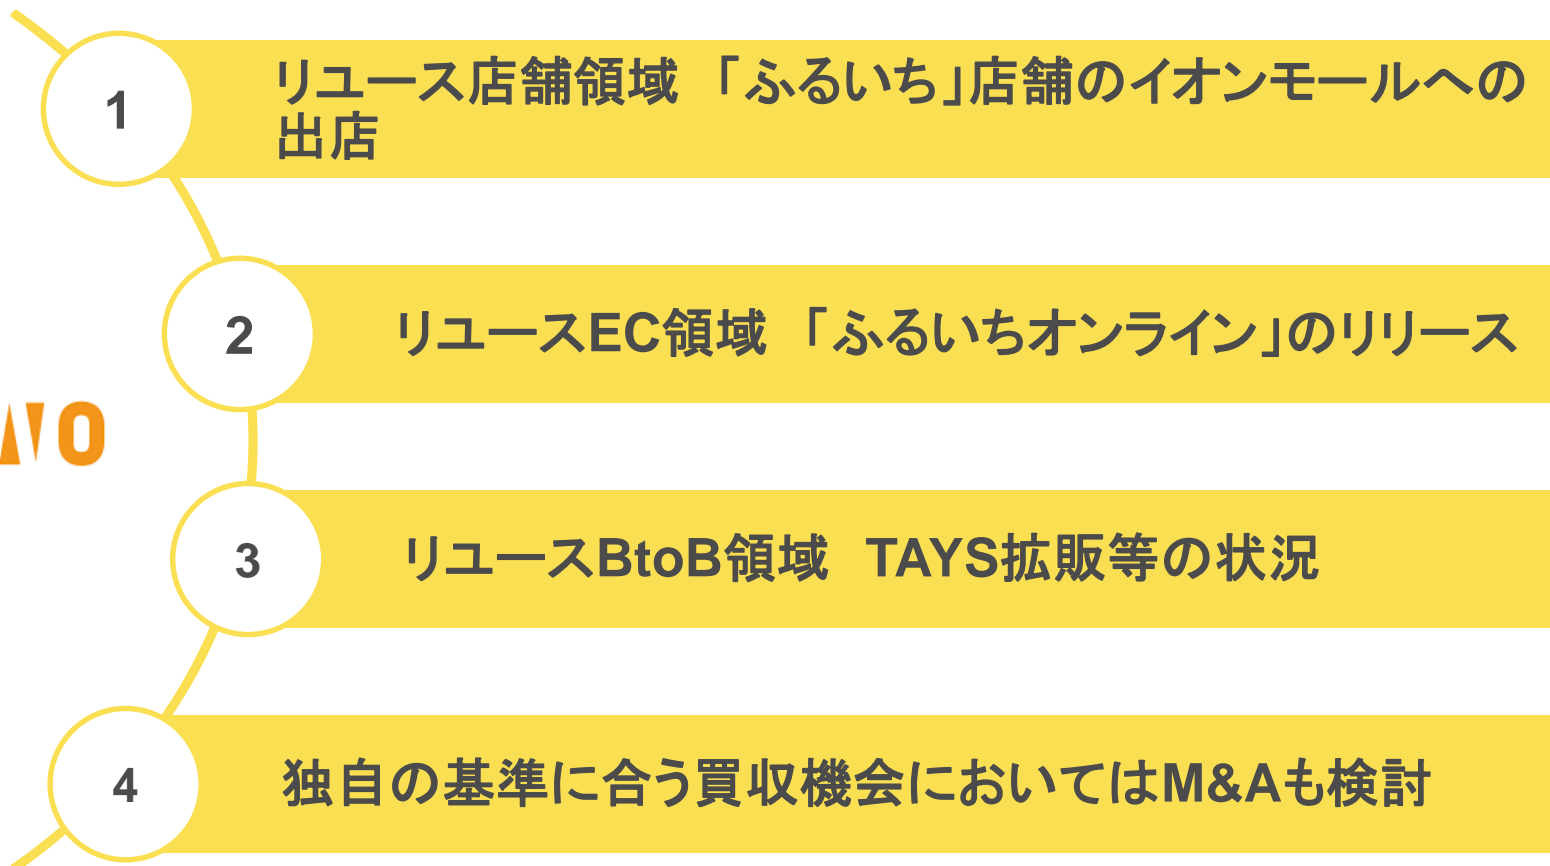 1
リユース店舗領域　「ふるいち」店舗のイオンモールへの
出店
2
リユースEC領域　「ふるいちオンライン」のリリース
3
リユースBtoB領域　TAYS拡販等の状況
4
独自の基準に合う買収機会においてはM&Aも検討